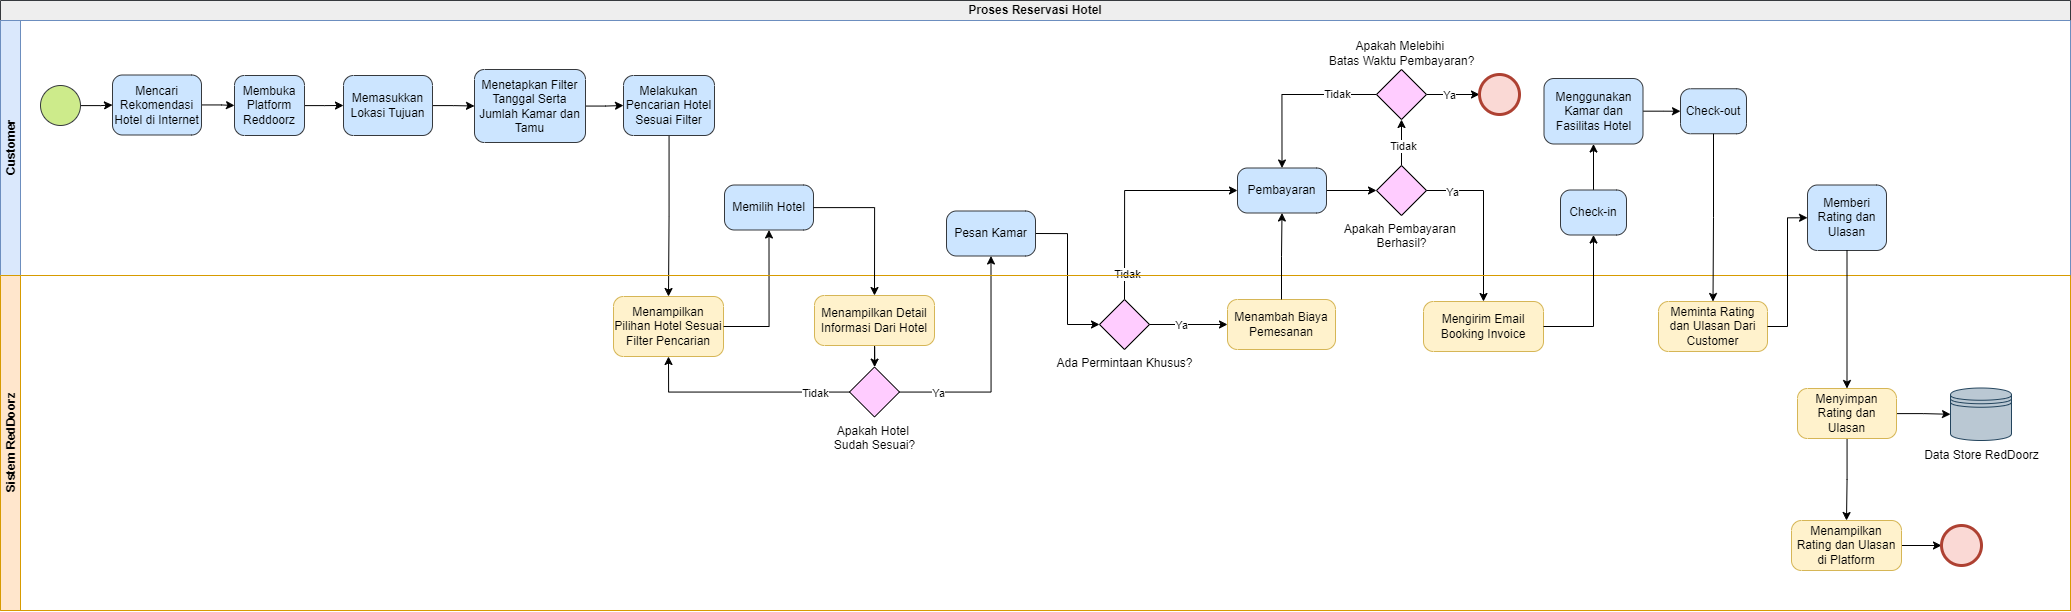 Proses Reservasi Hotel
Customer
Mencari
Rekomendasi
Hotel di Internet
Membuka
Platform
Reddoorz
Memasukkan
Lokasi Tujuan
Menetapkan Filter
Tanggal Serta
Jumlah Kamar dan
Tamu
Melakukan
Pencarian Hotel
Sesuai Filter
Memilih Hotel
Pesan Kamar
Tidak
Pembayaran
Apakah Melebihi
Batas Waktu Pembayaran?
Tidak
Ya
Tidak
Ya
Apakah Pembayaran
Berhasil?
Menggunakan
Kamar dan
Fasilitas Hotel
Check-out
Check-in
Memberi
Rating dan
Ulasan
Sistem RedDoorz
Menampilkan
Pilihan Hotel Sesuai
Filter Pencarian
Menampilkan Detail
Informasi Dari Hotel
Tidak
Ya
Apakah Hotel
Sudah Sesuai?
Ya
Ada Permintaan Khusus?
Menambah Biaya
Pemesanan
Mengirim Email
Booking Invoice
Meminta Rating
dan Ulasan Dari
Customer
Menyimpan
Rating dan
Ulasan
Data Store RedDoorz
Menampilkan
Rating dan Ulasan
di Platform